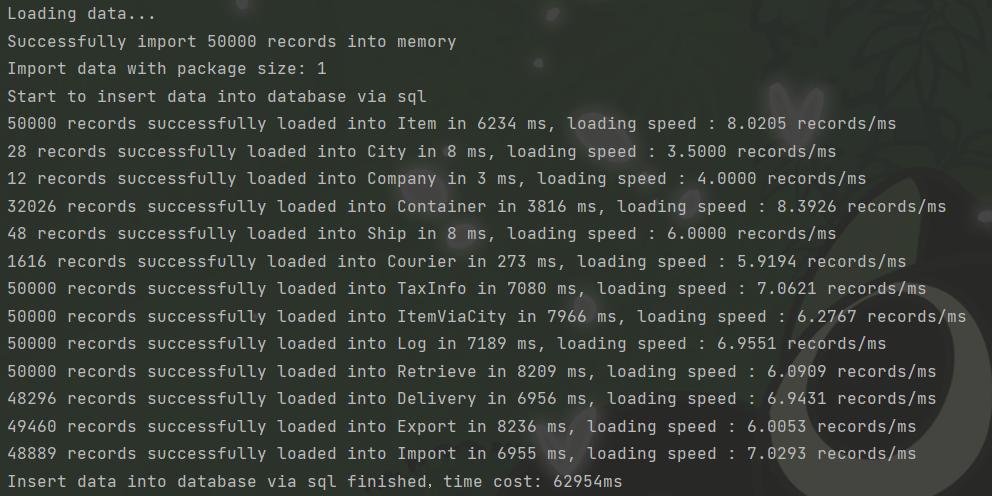 Loading data...
Successfully import 50000 records into memory
Import data with package size: 1
Start to insert data into database via sql
50000 records successfully loaded into Item in 6234 ms, loading speed : 8.0205 records/ms
28 records successfully loaded into City in 8 ms, loading speed : 3.5000 records/ms
12 records successfully loaded into Company in 3 ms, loading speed : 4.0000 records/ms
32026 records successfully loaded into Container in 3816 ms, loading speed : 8.3926 records/ms
48 records successfully loaded into Ship in 8 ms, loading speed : 6.0000 records/ms
1616 records successfully loaded into Courier in 273 ms, loading speed : 5.9194 records/ms
50000 records successfully loaded into TaxInfo in 7080 ms, loading speed : 7.0621 records/ms
50000 records successfully loaded into ItemViaCity in 7966 ms, loading speed : 6.2767 records/ms
50000 records successfully loaded into Log in 7189 ms, loading speed : 6.9551 records/ms
50000 records successfully loaded into Retrieve in 8209 ms, loading speed : 6.0909 records/ms
48296 records successfully loaded into Delivery in 6956 ms, loading speed : 6.9431 records/ms
49460 records successfully loaded into Export in 8236 ms, loading speed : 6.0053 records/ms
48889 records successfully loaded into Import in 6955 ms, loading speed : 7.0293 records/ms
Insert data into database via sql finished, time cost: 62954ms